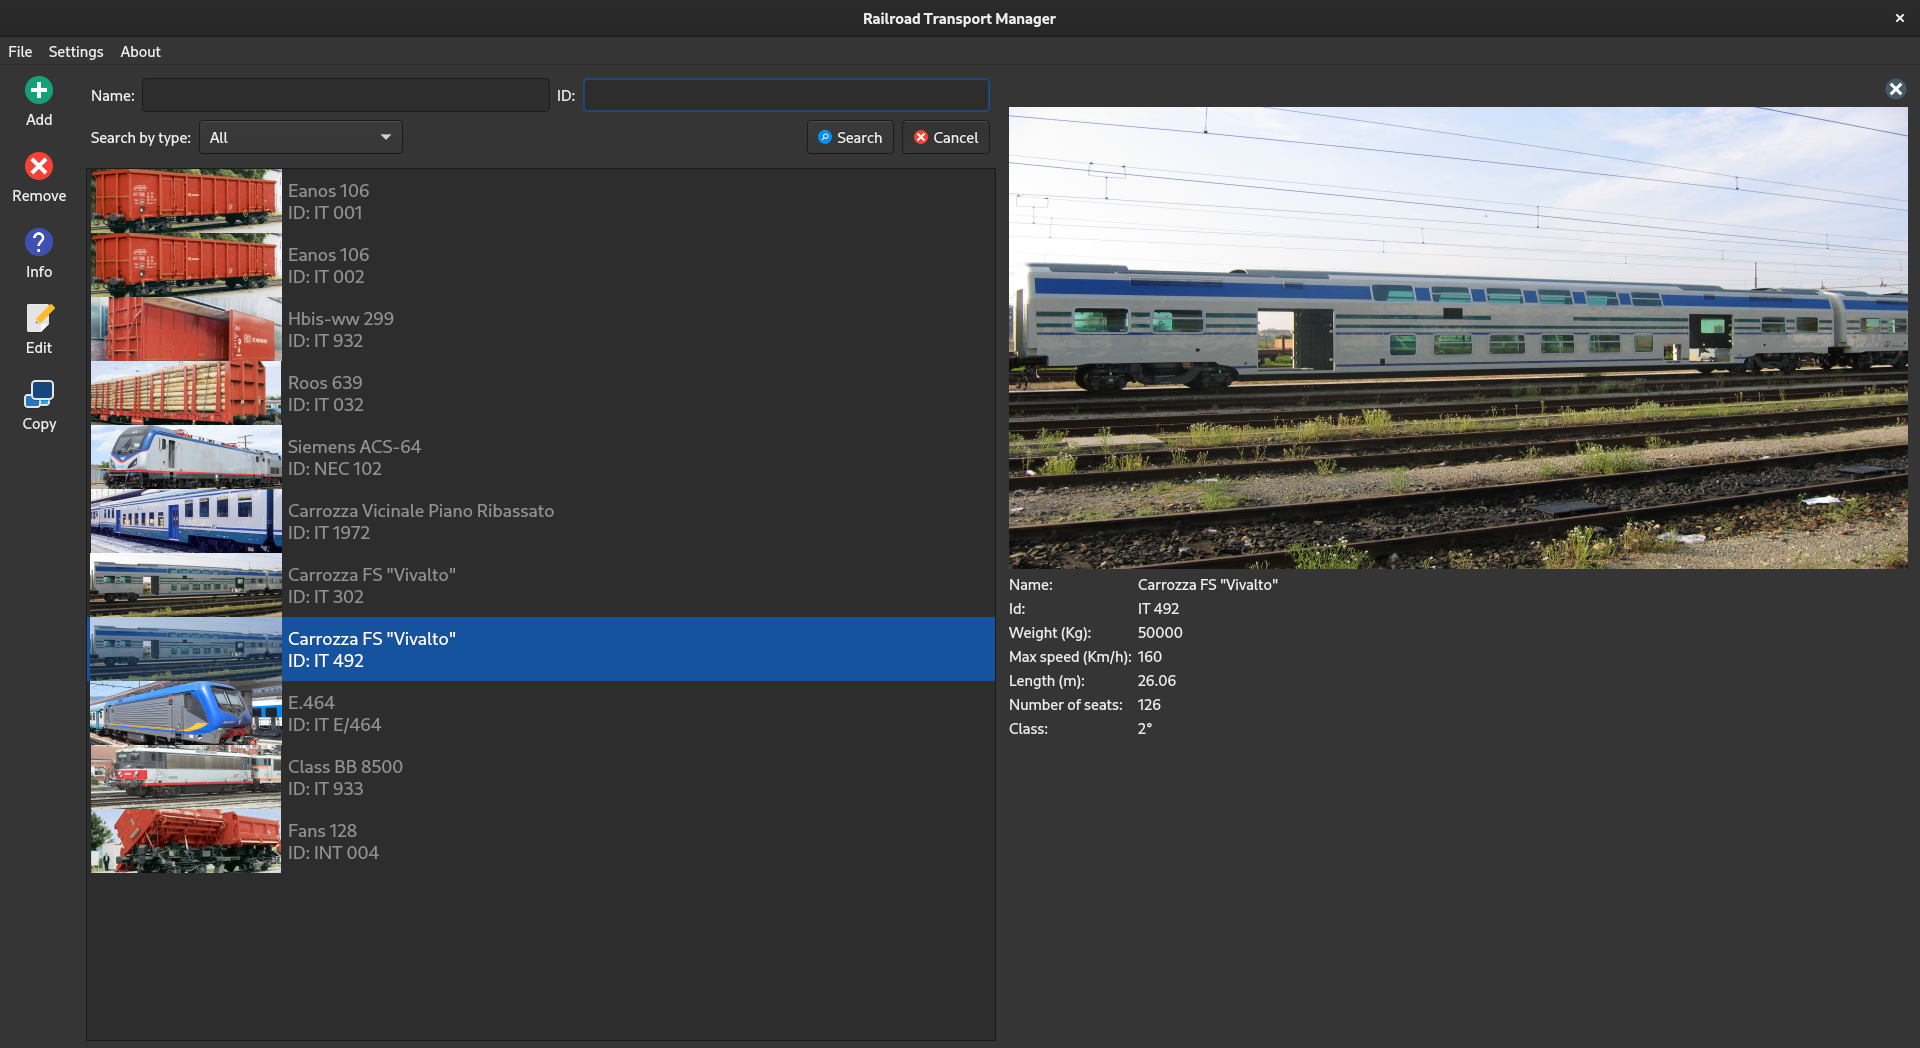 Railroad Transport Manager
File Settings About
Add
Remove
Info
Edit
Copy
Name:
ID:
Search by type: All
Search
Cancel
Eanos 106
ID: IT 001
Eanos 106
ID: IT 002
Hbis-ww 299
ID: IT 932
Roos 639
ID: IT 032
Siemens ACS-64
ID: NEC 102
Carrozza Vicinale Piano Ribassato
ID: IT 1972
Carrozza FS "Vivalto"
ID: IT 302
Carrozza FS "Vivalto"
ID: IT 492
E.464
ID: IT E/464
Class BB 8500
ID: IT 933
Fans 128
ID: INT 004
Name: Carrozza FS "Vivalto"
Id: IT 492
Weight (Kg): 50000
Max speed (Km/h): 160
Length (m): 26.06
Number of seats: 126
Class: 2°